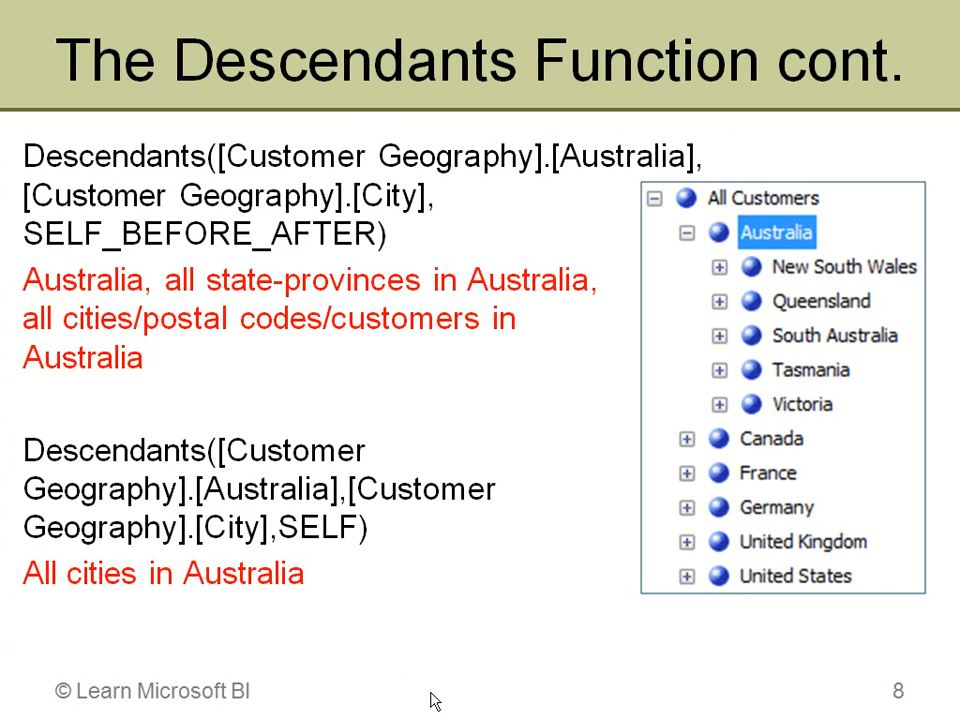 The Descendants Function cont.
Descendants([Customer Geography].[Australia],
[Customer Geography].[City],
SELF_BEFORE_AFTER)
Australia, all state-provinces in Australia,
all cities/postal codes/customers in
Australia
Descendants([Customer
Geography].[Australia],[Customer
Geography].[City],SELF)
All cities in Australia
All Customers
Australia
New South Wales
Queensland
South Australia
Tasmania
Victoria
Canada
France
Germany
United Kingdom
United States
© Learn Microsoft BI
8